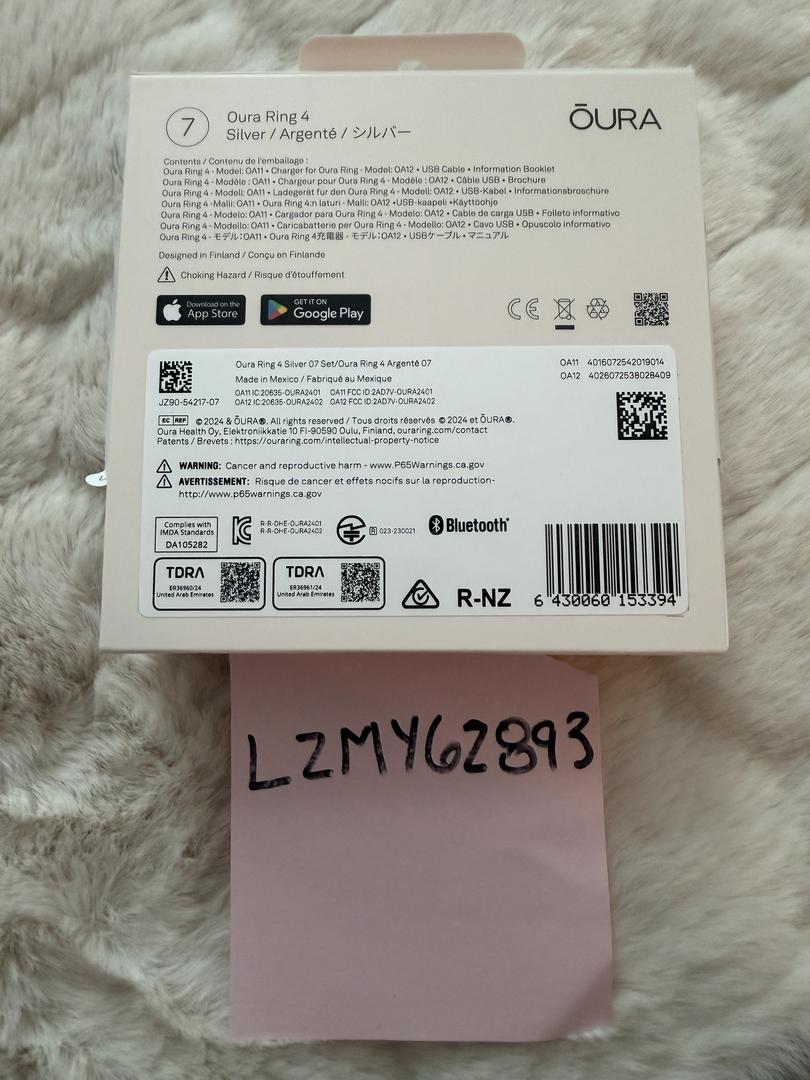 7
Oura Ring 4
Silver / Argenté / シルバー
ŌURA
Contents / Contenu de l'emballage :
Oura Ring 4 - Model: OA11 • Charger for Oura Ring - Model: OA12 • USB Cable • Information Booklet
Oura Ring 4 - Modèle : OA11 • Chargeur pour Oura Ring 4 - Modèle : OA12 • Câble USB • Brochure
Oura Ring 4 - Modell: OA11 • Ladegerät für den Oura Ring 4 - Modell: OA12 • USB-Kabel • Informationsbroschüre
Oura Ring 4 -Malli: OA11 • Oura Ring 4:n laturi - Malli: OA12 •USB-kaapeli •Käyttöohje
Oura Ring 4 - Modelo: OA11 • Cargador para Oura Ring 4 - Modelo: OA12 • Cable de carga USB • Folleto informativo
Oura Ring 4 - Modello: OA11 • Caricabatterie per Oura Ring 4 - Modello: OA12 • Cavo USB • Opuscolo informativo
Oura Ring 4 - モデル:OA11 • Oura Ring 4充電器 - モデル:OA12 • USBケーブル • マニュアル
Designed in Finland / Conçu en Finlande
Choking Hazard / Risque d'étouffement
Download on the
App Store
GET IT ON
Google Play
CE
JZ90-54217-07
Oura Ring 4 Silver 07 Set/Oura Ring 4 Argenté 07
Made in Mexico / Fabriqué au Mexique
OA11 IC:20635-OURA2401 OA11 FCC ID:2AD7V-OURA2401
OA12 IC:20635-OURA2402 OA12 FCC ID:2AD7V-OURA2402
OA11 4016072542019014
OA12 4026072538028409
EC REP ©2024 & ŌURA®. All rights reserved / Tous droits réservés © 2024 et ŌURA®.
Oura Health Oy, Elektroniikkatie 10 FI-90590 Oulu, Finland, ouraring.com/contact
Patents / Brevets : https://ouraring.com/intellectual-property-notice
WARNING: Cancer and reproductive harm - www.P65Warnings.ca.gov
AVERTISSEMENT: Risque de cancer et effets nocifs sur la reproduction-
http://www.P65warnings.ca.gov
Complies with
IMDA Standards
DA105282
R-R-OHE-OURA2401
R-R-OHE-OURA2402
R 023-230021
Bluetooth®
TDRA
ER36960/24
United Arab Emirates
TDRA
ER36961/24
United Arab Emirates
R-NZ
6 430060 153394
LZMY62893